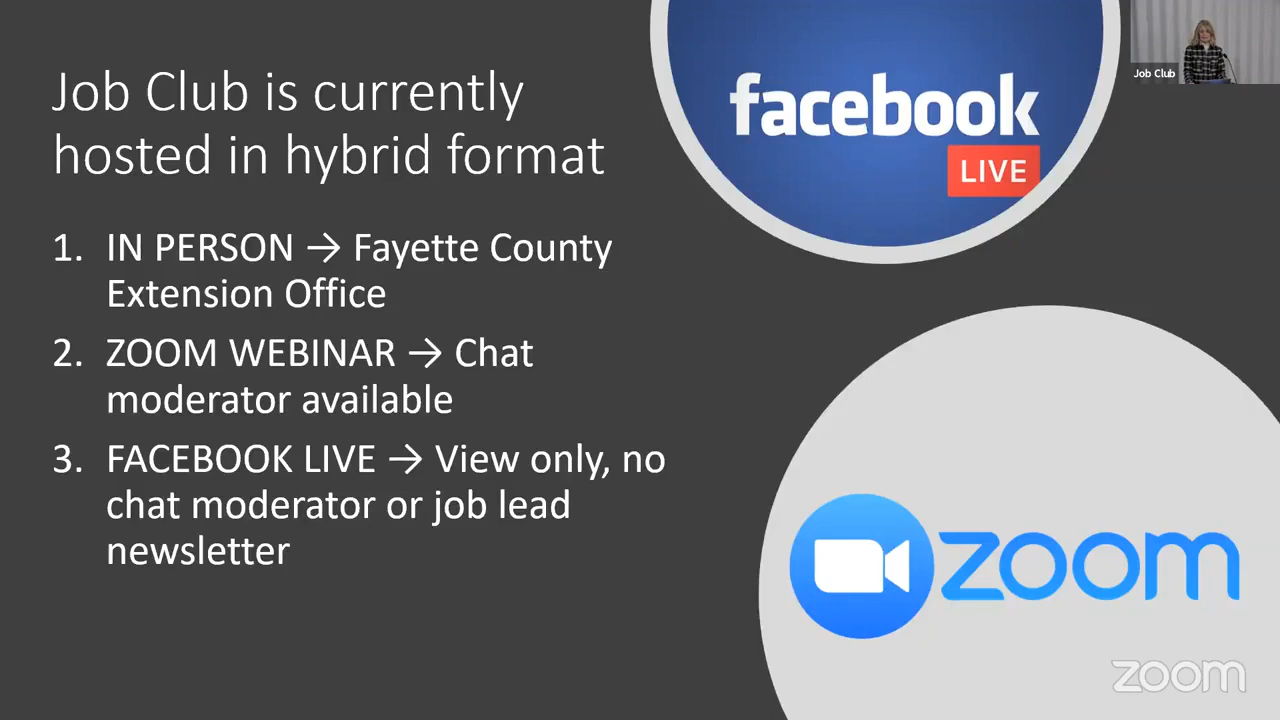 Job Club is currently
hosted in hybrid format
1. IN PERSON → Fayette County
Extension Office
2. ZOOM WEBINAR → Chat
moderator available
3. FACEBOOK LIVE → View only, no
chat moderator or job lead
newsletter
facebook
LIVE
Job Club
zoom
zoom